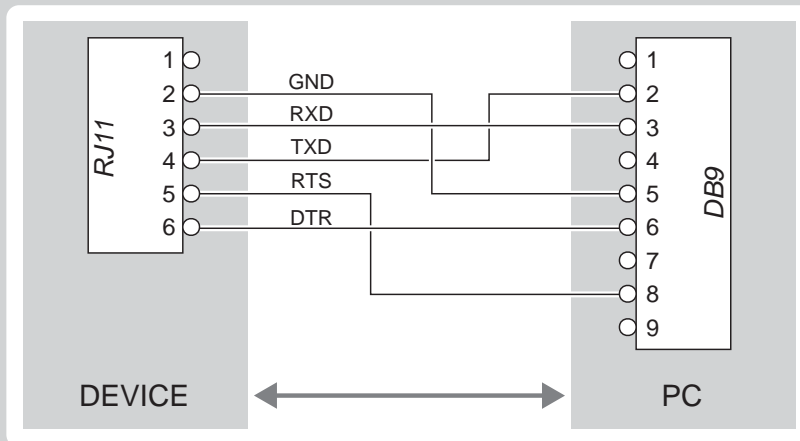 RJ11
1
2
3
4
5
6
GND
RXD
TXD
RTS
DTR
1
2
3
4
5
6
7
8
9
DB9
DEVICE
PC